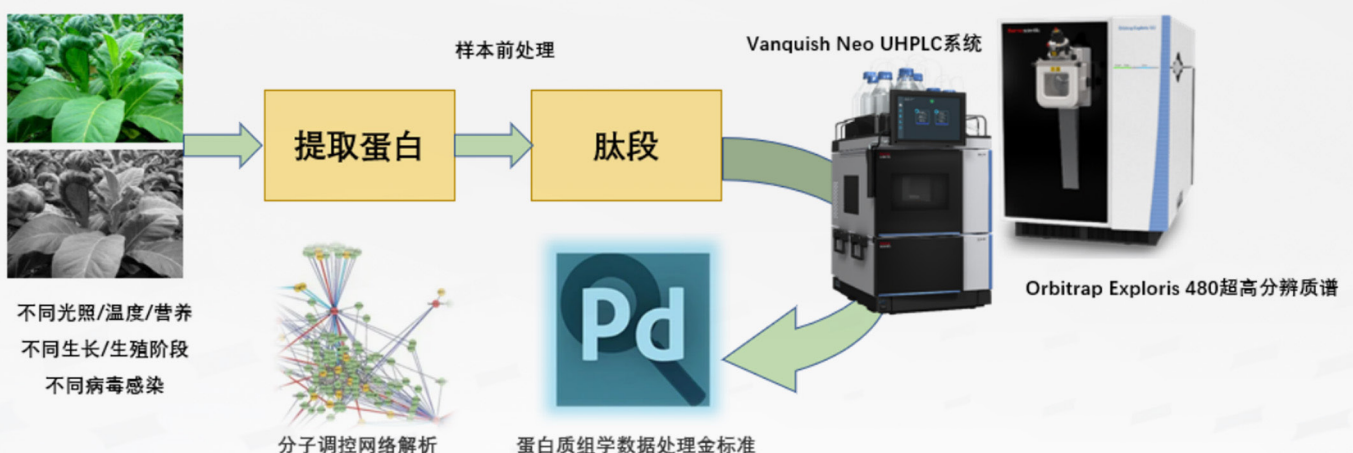 样本前处理
Vanquish Neo UHPLC系统
提取蛋白
肽段
Orbitrap Exploris 480超高分辨质谱
不同光照/温度/营养
不同生长/生殖阶段
不同病毒感染
Pd
分子调控网络解析
蛋白质组学数据处理金标准